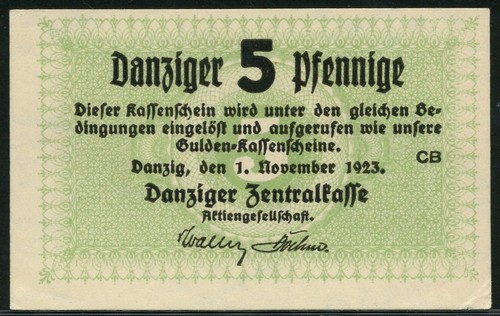 Danziger 5 Pfennige
Dieser Kassenschein wird unter den gleichen Be-
dingungen eingelöst und aufgerufen wie unsere
Gulden-Kassenscheine.
Danzig, den 1. November 1923.
CB
Danziger Zentralkasse
Aktiengesellschaft.